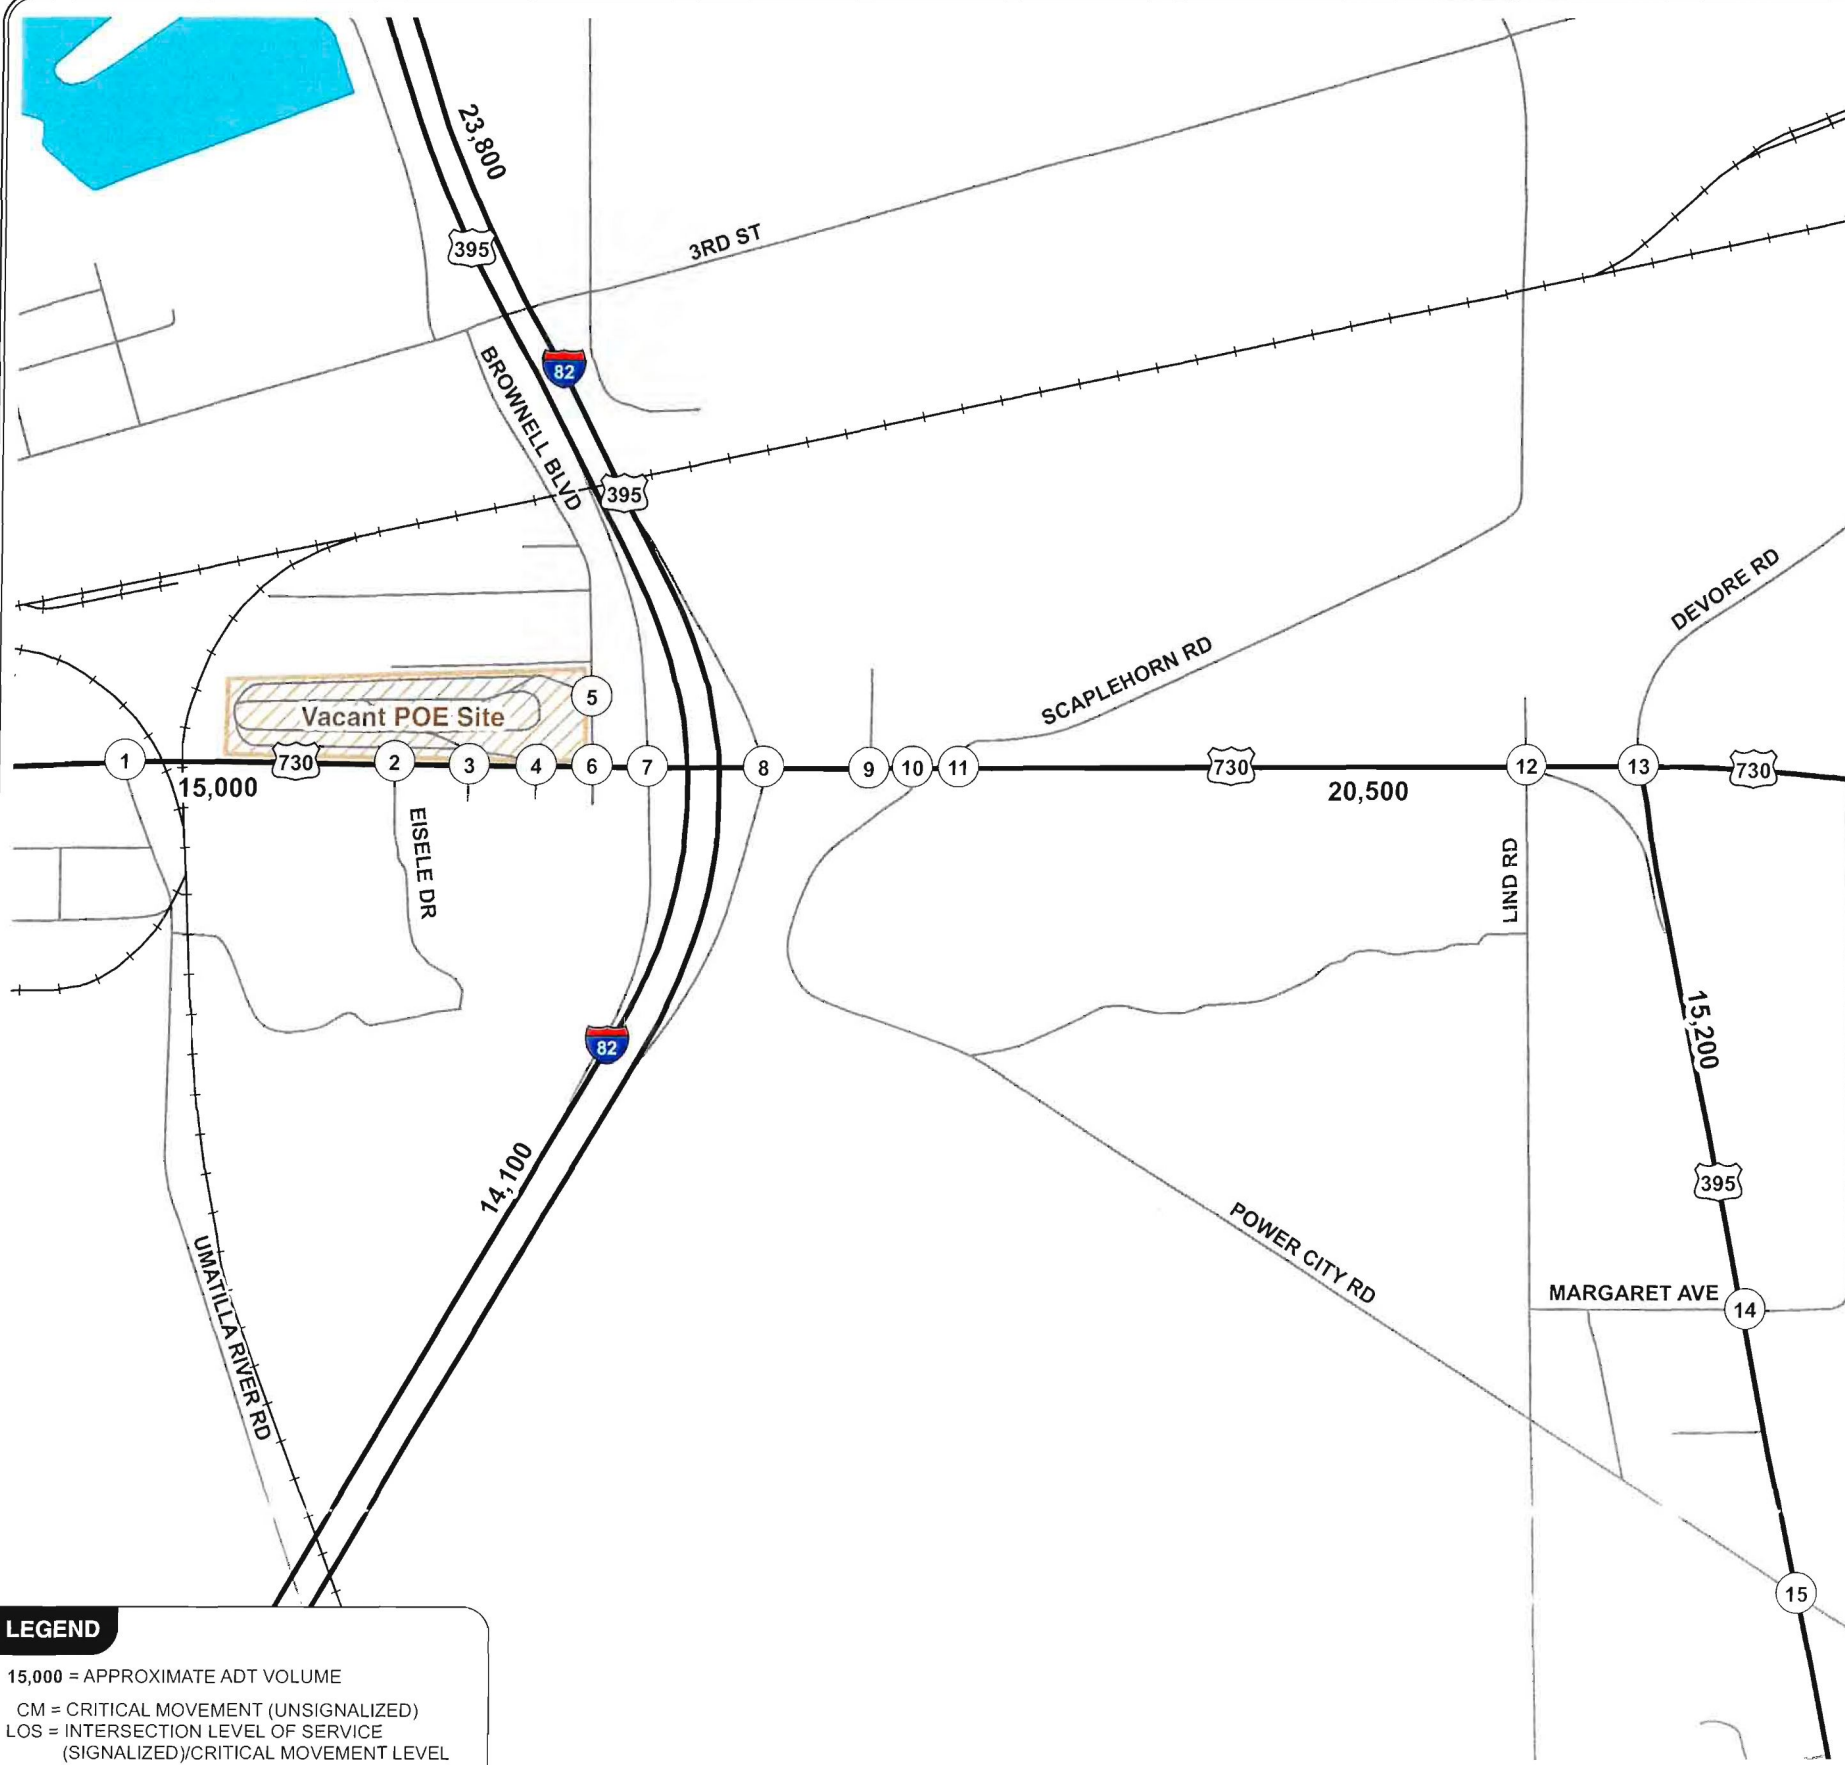 23,800
395
3RD ST
82
BROWNELL BLVD
395
DEVORE RD
SCAPLEHORN RD
5
Vacant POE Site
1
730
2
3
4
6
7
8
9
10
11
730
12
13
730
15,000
20,500
EISELE DR
LIND RD
15,200
82
14,100
395
POWER CITY RD
MARGARET AVE
14
UMATILLA RIVER RD
15
LEGEND
15,000 = APPROXIMATE ADT VOLUME
CM = CRITICAL MOVEMENT (UNSIGNALIZED)
LOS = INTERSECTION LEVEL OF SERVICE
(SIGNALIZED)/CRITICAL MOVEMENT LEVEL